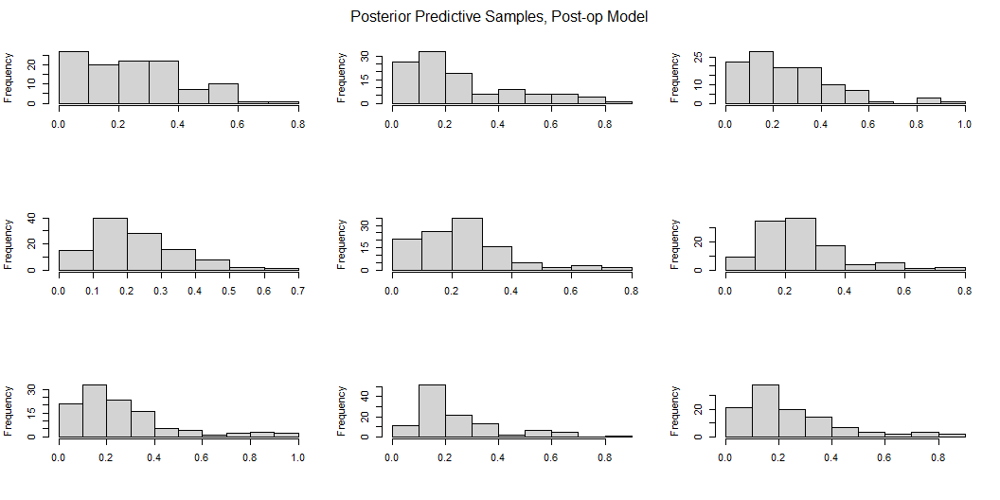 Posterior Predictive Samples, Post-op Model
Frequency
0 10 20
0.0 0.2 0.4 0.6 0.8
Frequency
0 15 30
0.0 0.2 0.4 0.6 0.8
Frequency
0 10 25
0.0 0.2 0.4 0.6 0.8 1.0
Frequency
0 20 40
0.0 0.1 0.2 0.3 0.4 0.5 0.6 0.7
Frequency
0 15 30
0.0 0.2 0.4 0.6 0.8
Frequency
0 20
0.0 0.2 0.4 0.6 0.8
Frequency
0 15 30
0.0 0.2 0.4 0.6 0.8 1.0
Frequency
0 20 40
0.0 0.2 0.4 0.6 0.8
Frequency
0 20
0.0 0.2 0.4 0.6 0.8